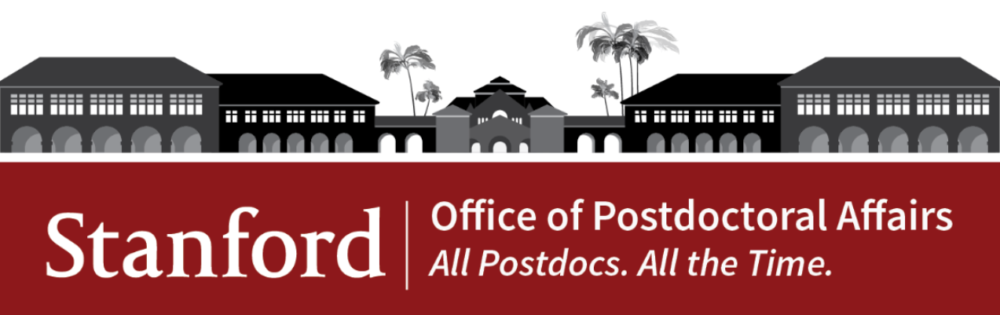 Stanford
Office of Postdoctoral Affairs
All Postdocs. All the Time.